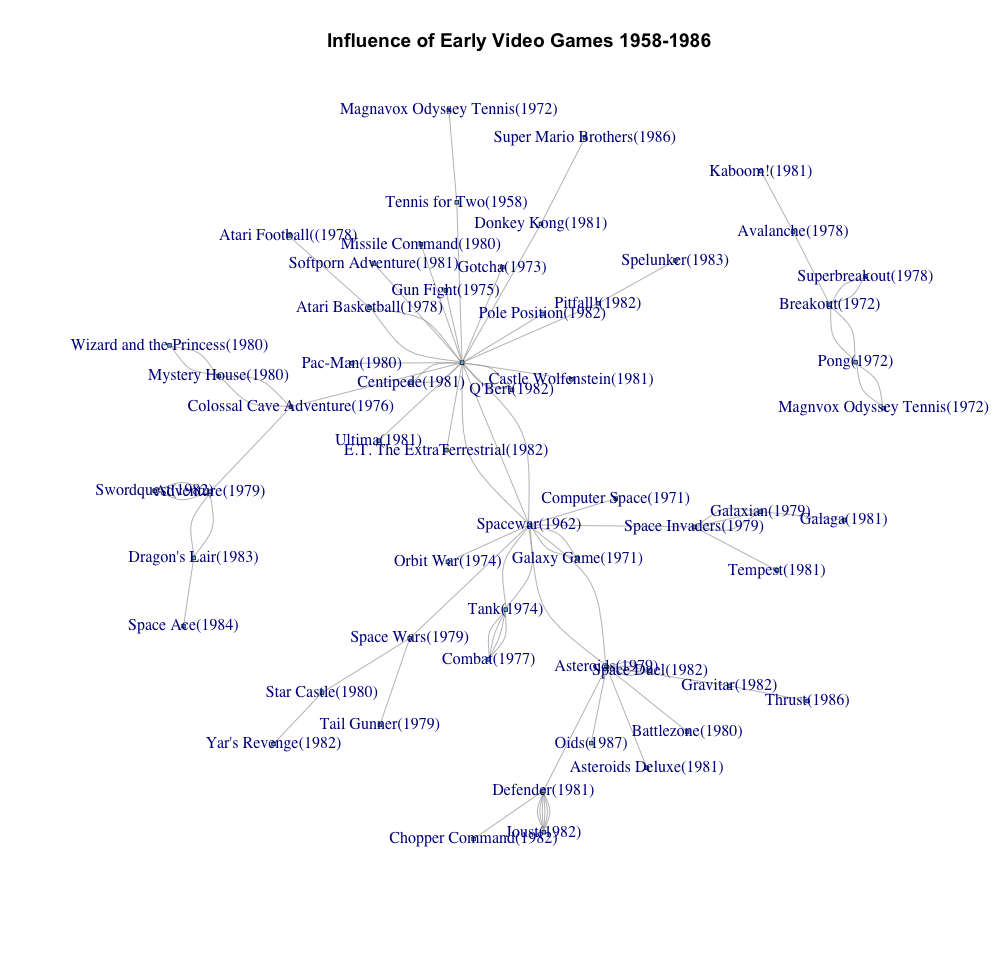 Influence of Early Video Games 1958-1986
Magnavox Odyssey Tennis(1972)
Super Mario Brothers(1986)
Kaboom!(1981)
Tennis for Two(1958)
Donkey Kong(1981)
Avalanche(1978)
Atari Football((1978)
Missile Command(1980)
Softporn Adventure(1981)
Gotcha(1973)
Spelunker(1983)
Superbreakout(1978)
Gun Fight(1975)
Atari Basketball(1978)
Pitfall!(1982)
Breakout(1972)
Pole Position(1982)
Wizard and the Princess(1980)
Pac-Man(1980)
Pong(1972)
Mystery House(1980)
Centipede(1981)
Castle Wolfenstein(1981)
Q'Bert(1982)
Colossal Cave Adventure(1976)
Magnvox Odyssey Tennis(1972)
Ultima(1981)
E.T. The ExtraTerrestrial(1982)
Swordquest(1982)
Adventure(1979)
Computer Space(1971)
Galaxian(1979)
Galaga(1981)
Spacewar(1962)
Space Invaders(1979)
Dragon's Lair(1983)
Orbit War(1974)
Galaxy Game(1971)
Tempest(1981)
Tank(1974)
Space Ace(1984)
Space Wars(1979)
Combat(1977)
Asteroids(1979)
Space Duel(1982)
Gravitar(1982)
Star Castle(1980)
Thrust(1986)
Tail Gunner(1979)
Battlezone(1980)
Yar's Revenge(1982)
Oids(1987)
Asteroids Deluxe(1981)
Defender(1981)
Joust(1982)
Chopper Command(1982)